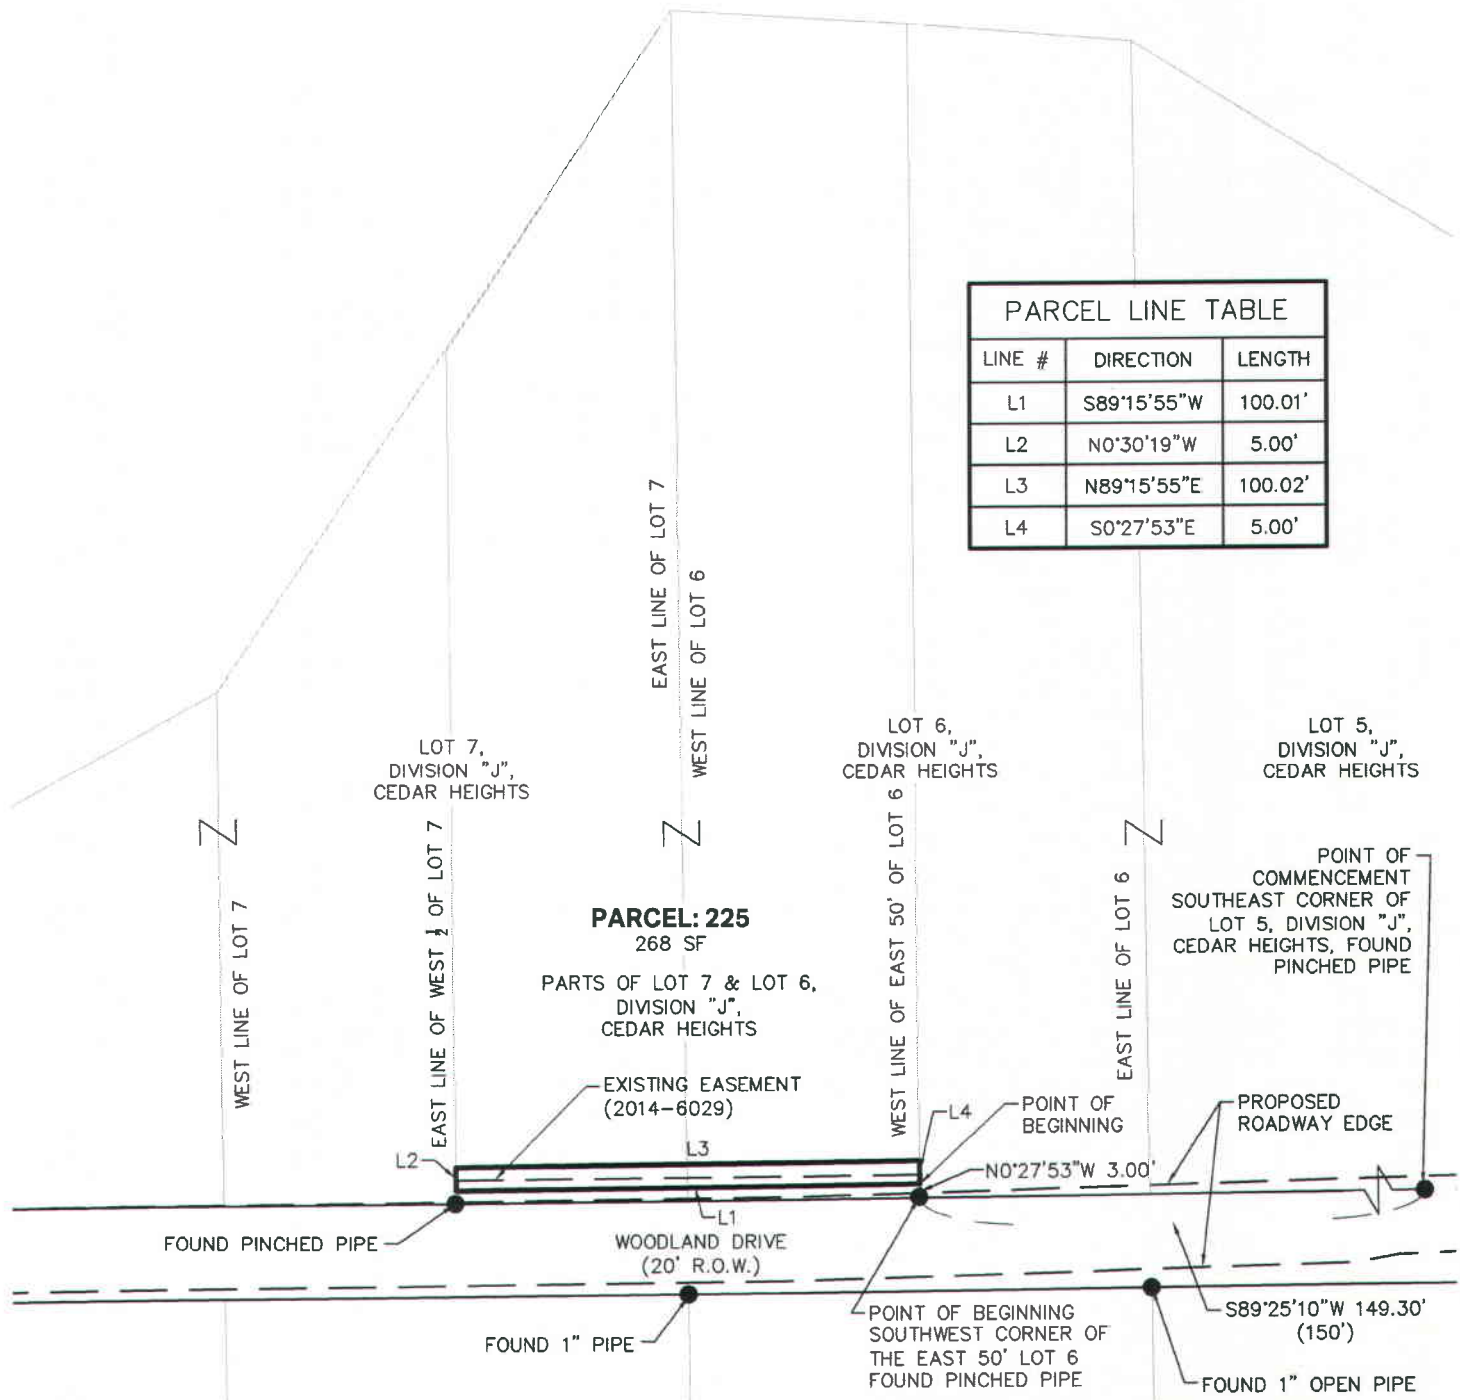 PARCEL LINE TABLE
LINE # DIRECTION LENGTH
L1 S89°15'55"W 100.01'
L2 N0°30'19"W 5.00'
L3 N89°15'55"E 100.02'
L4 S0°27'53"E 5.00'
EAST LINE OF LOT 7
WEST LINE OF LOT 6
LOT 7,
DIVISION "J",
CEDAR HEIGHTS
LOT 6,
DIVISION "J",
CEDAR HEIGHTS
LOT 5,
DIVISION "J",
CEDAR HEIGHTS
WEST LINE OF LOT 7
EAST LINE OF WEST 1/2 OF LOT 7
PARCEL: 225
268 SF
PARTS OF LOT 7 & LOT 6,
DIVISION "J",
CEDAR HEIGHTS
WEST LINE OF EAST 50' OF LOT 6
EAST LINE OF LOT 6
POINT OF
COMMENCEMENT
SOUTHEAST CORNER OF
LOT 5, DIVISION "J",
CEDAR HEIGHTS, FOUND
PINCHED PIPE
EXISTING EASEMENT
(2014-6029)
L4
POINT OF
BEGINNING
PROPOSED
ROADWAY EDGE
L2
L3
N0°27'53"W 3.00'
L1
FOUND PINCHED PIPE
WOODLAND DRIVE
(20' R.O.W.)
FOUND 1" PIPE
POINT OF BEGINNING
SOUTHWEST CORNER OF
THE EAST 50' LOT 6
FOUND PINCHED PIPE
S89°25'10"W 149.30'
(150')
FOUND 1" OPEN PIPE